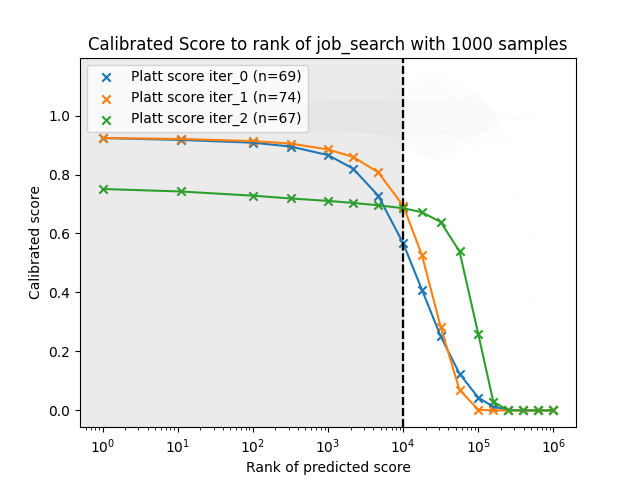 Calibrated Score to rank of job_search with 1000 samples
Platt score iter_0 (n=69)
Platt score iter_1 (n=74)
Platt score iter_2 (n=67)
Calibrated score
1.0
0.8
0.6
0.4
0.2
0.0
10⁰ 10¹ 10² 10³ 10⁴ 10⁵ 10⁶
Rank of predicted score